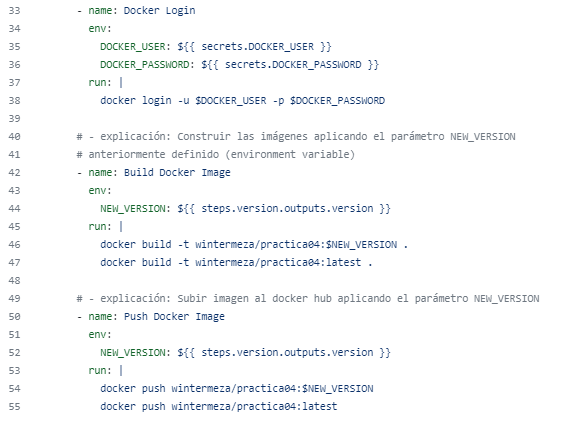 33 - name: Docker Login
34 env:
35 DOCKER_USER: ${{ secrets.DOCKER_USER }}
36 DOCKER_PASSWORD: ${{ secrets.DOCKER_PASSWORD }}
37 run: |
38 docker login -u $DOCKER_USER -p $DOCKER_PASSWORD
39
40 # - explicación: Construir las imágenes aplicando el parámetro NEW_VERSION
41 # anteriormente definido (environment variable)
42 - name: Build Docker Image
43 env:
44 NEW_VERSION: ${{ steps.version.outputs.version }}
45 run: |
46 docker build -t wintermeza/practica04:$NEW_VERSION .
47 docker build -t wintermeza/practica04:latest .
48
49 # - explicación: Subir imagen al docker hub aplicando el parámetro NEW_VERSION
50 - name: Push Docker Image
51 env:
52 NEW_VERSION: ${{ steps.version.outputs.version }}
53 run: |
54 docker push wintermeza/practica04:$NEW_VERSION
55 docker push wintermeza/practica04:latest